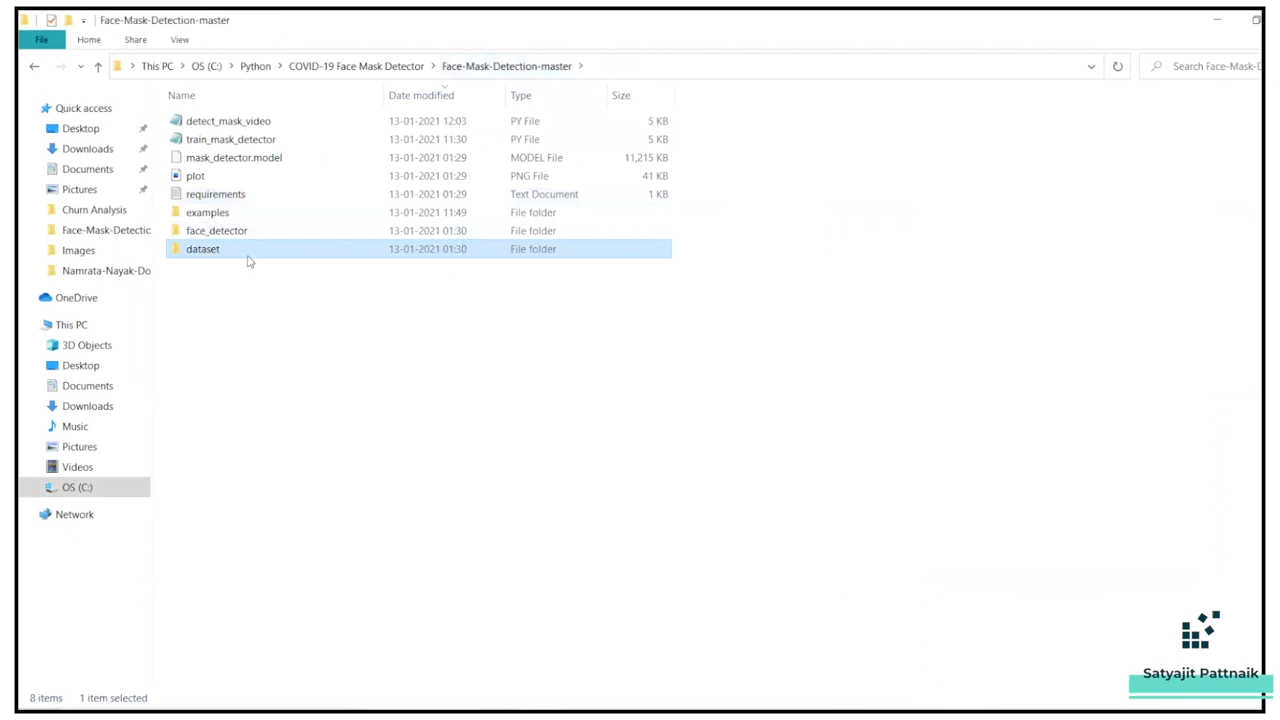 Face-Mask-Detection-master
File Home Share View
This PC OS (C:) Python COVID-19 Face Mask Detector Face-Mask-Detection-master Search Face-Mask-D
Name Date modified Type Size
Quick access
Desktop
Downloads
Documents
Pictures
Churn Analysis
Face-Mask-Detectic
Images
Namrata-Nayak-Do
OneDrive
This PC
3D Objects
Desktop
Documents
Downloads
Music
Pictures
Videos
OS (C:)
Network
detect_mask_video 13-01-2021 12:03 PY File 5 KB
train_mask_detector 13-01-2021 11:30 PY File 5 KB
mask_detector.model 13-01-2021 01:29 MODEL File 11,215 KB
plot 13-01-2021 01:29 PNG File 41 KB
requirements 13-01-2021 01:29 Text Document 1 KB
examples 13-01-2021 11:49 File folder
face_detector 13-01-2021 01:30 File folder
dataset 13-01-2021 01:30 File folder
8 items 1 item selected
Satyajit Pattnaik